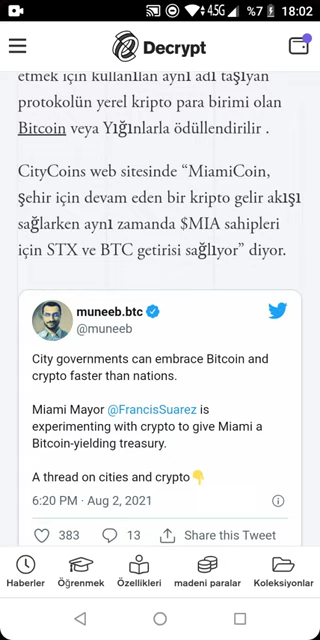 4.5G %7 18:02
Decrypt
etmek için kullanılan aynı adı taşıyan
protokolün yerel kripto para birimi olan
Bitcoin veya Yığınlarla ödüllendirilir .
CityCoins web sitesinde “MiamiCoin,
şehir için devam eden bir kripto gelir akışı
sağlarken aynı zamanda $MIA sahipleri
için STX ve BTC getirisi sağlıyor” diyor.
muneeb.btc
@muneeb
City governments can embrace Bitcoin and
crypto faster than nations.
Miami Mayor @FrancisSuarez is
experimenting with crypto to give Miami a
Bitcoin-yielding treasury.
A thread on cities and crypto👇
6:20 PM · Aug 2, 2021
383 13 Share this Tweet
Haberler Öğrenmek Özellikleri madeni paralar Koleksiyonlar